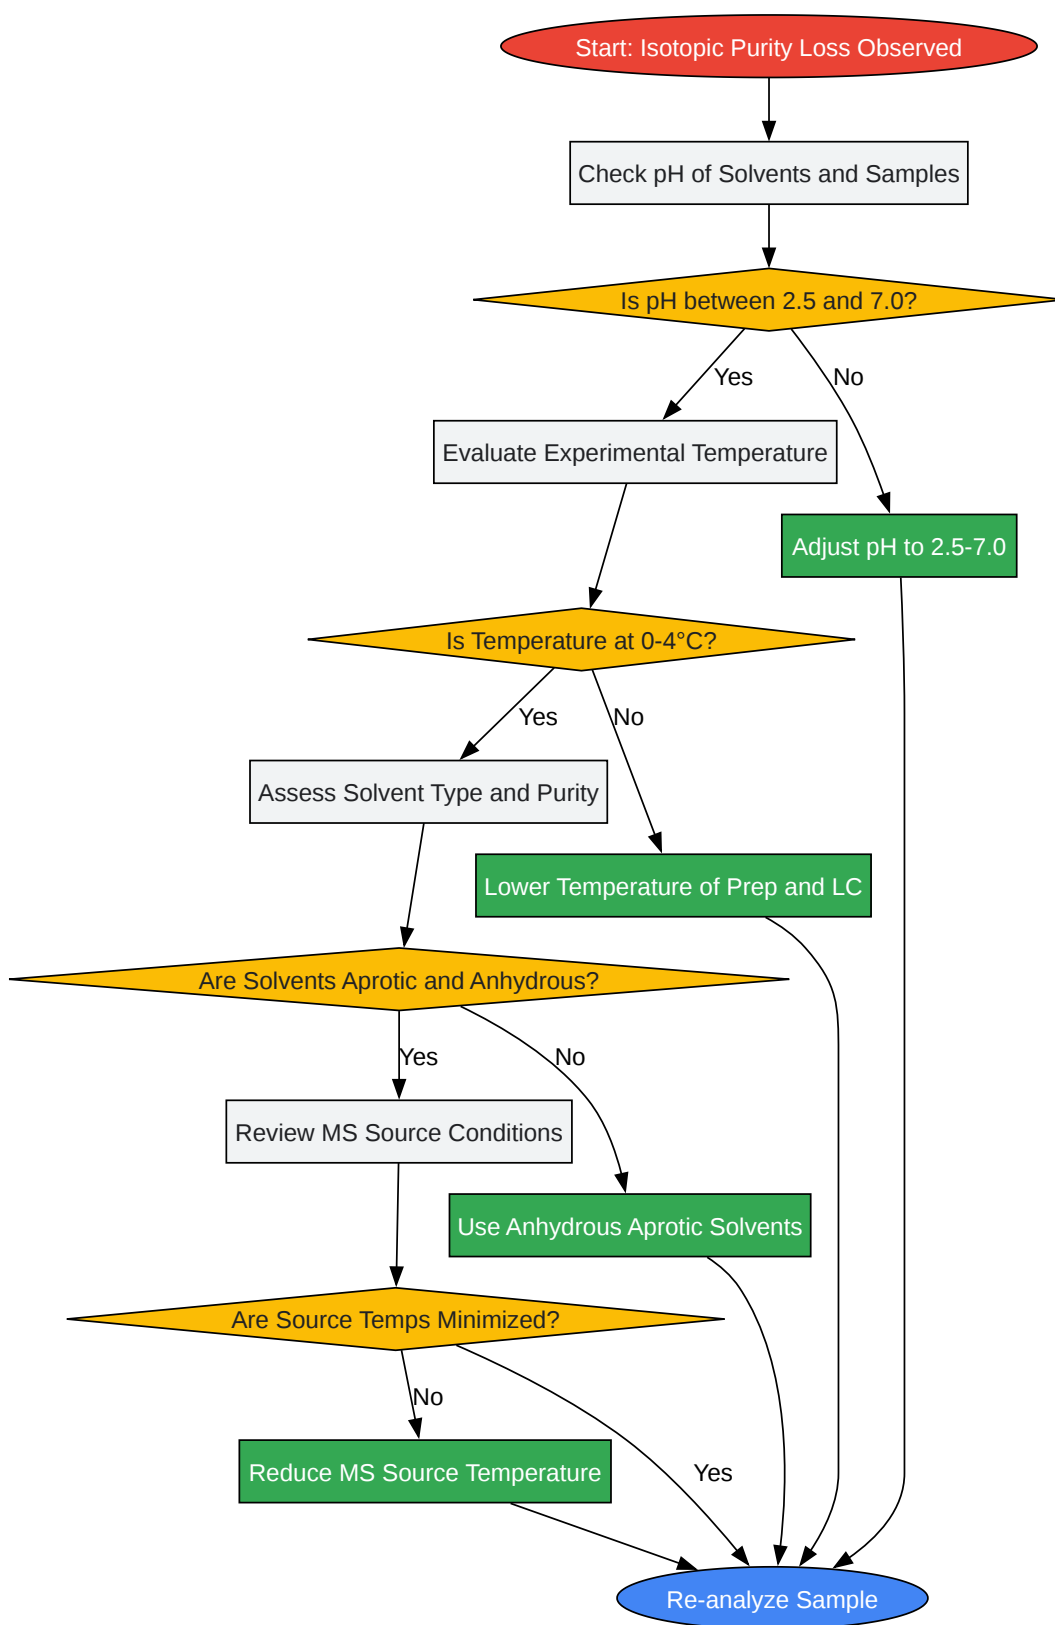 Start: Isotopic Purity Loss Observed
Check pH of Solvents and Samples
Is pH between 2.5 and 7.0?
Yes
No
Evaluate Experimental Temperature
Adjust pH to 2.5-7.0
Is Temperature at 0-4°C?
Yes
No
Assess Solvent Type and Purity
Lower Temperature of Prep and LC
Are Solvents Aprotic and Anhydrous?
Yes
No
Review MS Source Conditions
Use Anhydrous Aprotic Solvents
Are Source Temps Minimized?
No
Reduce MS Source Temperature
Yes
Re-analyze Sample